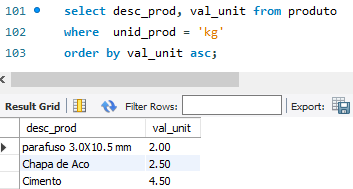 101 select desc_prod, val_unit from produto
102 where unid_prod = 'kg'
103 order by val_unit asc;
Result Grid Filter Rows: Export:
desc_prod val_unit
parafuso 3.0X10.5 mm 2.00
Chapa de Aco 2.50
Cimento 4.50